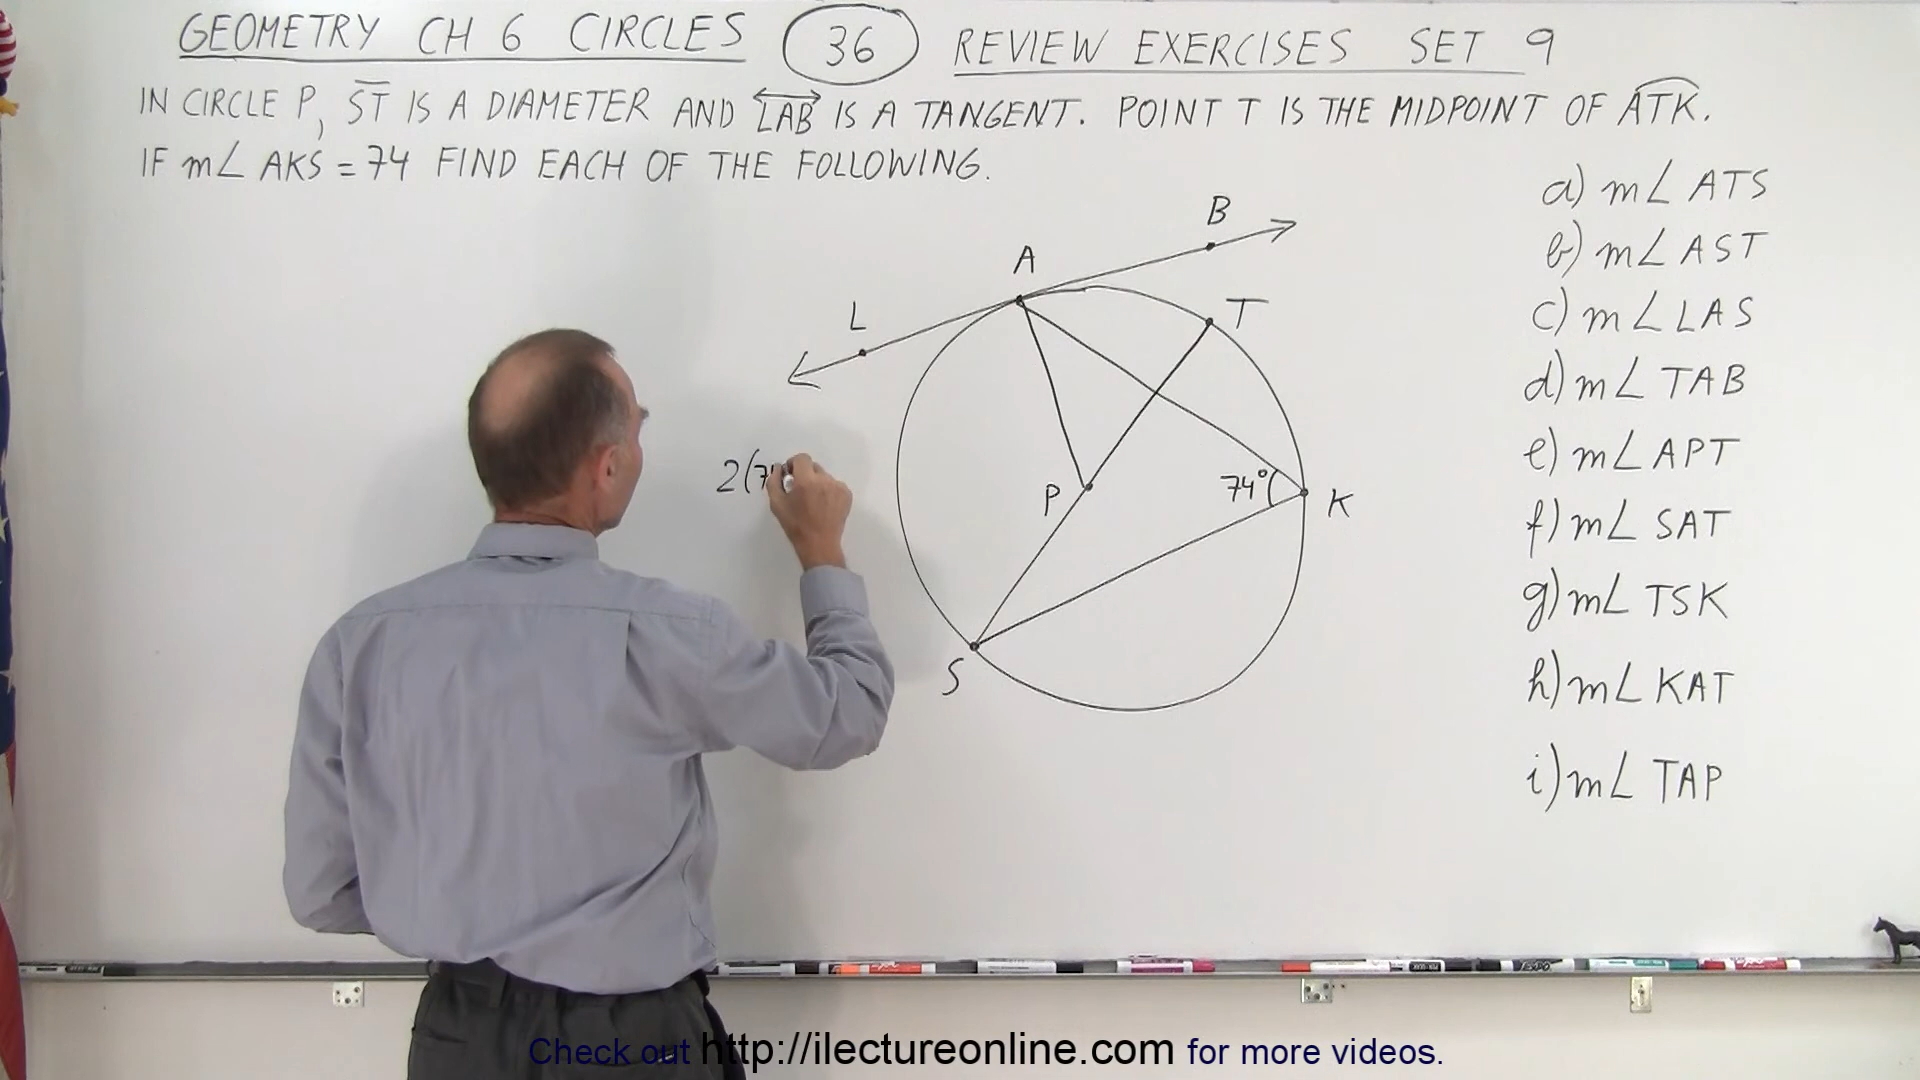 GEOMETRY CH 6 CIRCLES 36 REVIEW EXERCISES SET 9
IN CIRCLE P, ST IS A DIAMETER AND LAB IS A TANGENT. POINT T IS THE MIDPOINT OF ATK.
IF m∠ AKS = 74 FIND EACH OF THE FOLLOWING.
a) m∠ ATS
b) m∠ AST
c) m∠ LAS
d) m∠ TAB
e) m∠ APT
f) m∠ SAT
g) m∠ TSK
h) m∠ KAT
i) m∠ TAP
B
A
L
T
2(7
P
74°
K
S
Check out http://ilectureonline.com for more videos.